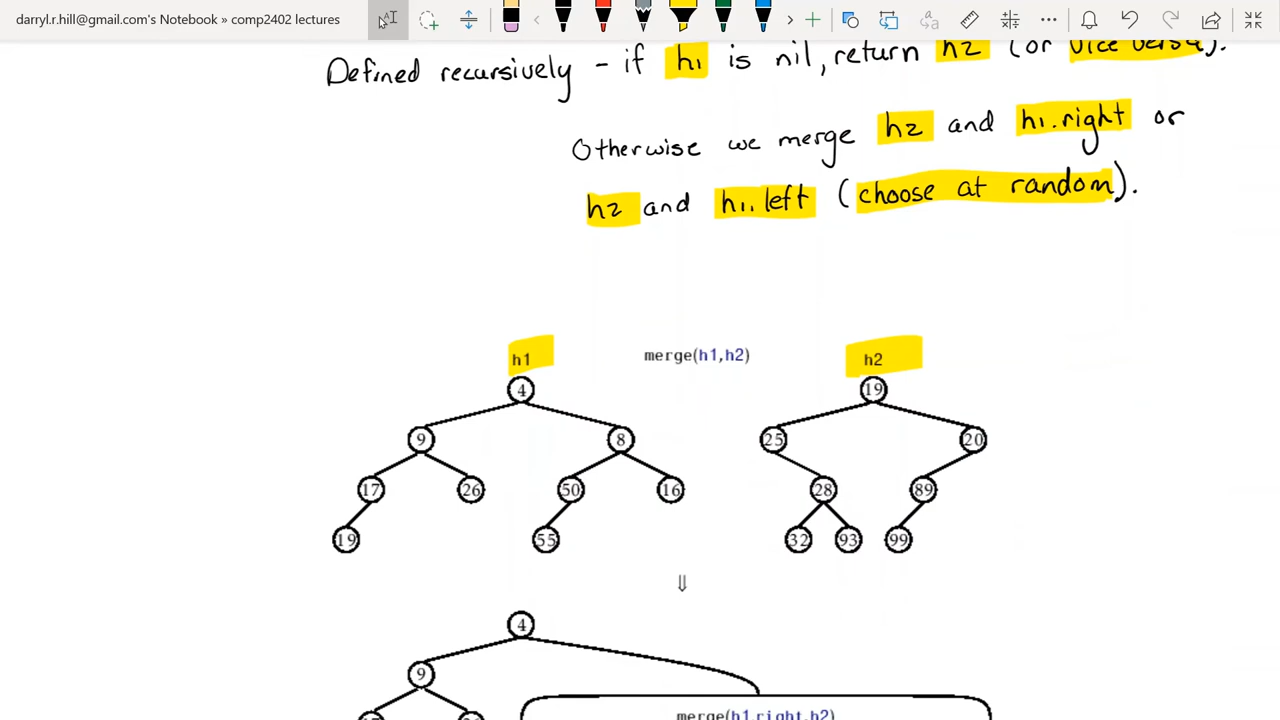 darryl.r.hill@gmail.com's Notebook » comp2402 lectures
Defined recursively - if h1 is nil, return h2 (or vice versa).
Otherwise we merge h2 and h1.right or
h2 and h1.left (choose at random).
h1 merge(h1,h2) h2
4 19
9 8 25 20
17 26 50 16 28 89
19 55 32 93 99
⇓
4
9
17 26 merge(h1.right,h2)